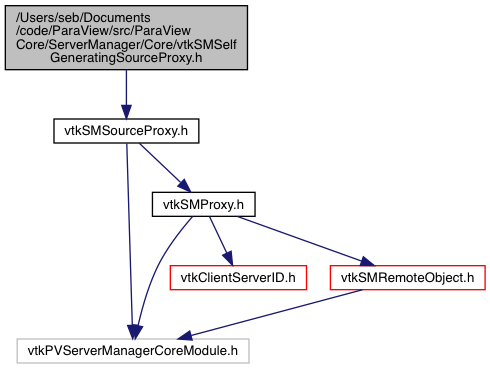 /Users/seb/Documents
/code/ParaView/src/ParaView
Core/ServerManager/Core/vtkSMSelf
GeneratingSourceProxy.h
vtkSMSourceProxy.h
vtkSMProxy.h
vtkClientServerID.h
vtkSMRemoteObject.h
vtkPVServerManagerCoreModule.h